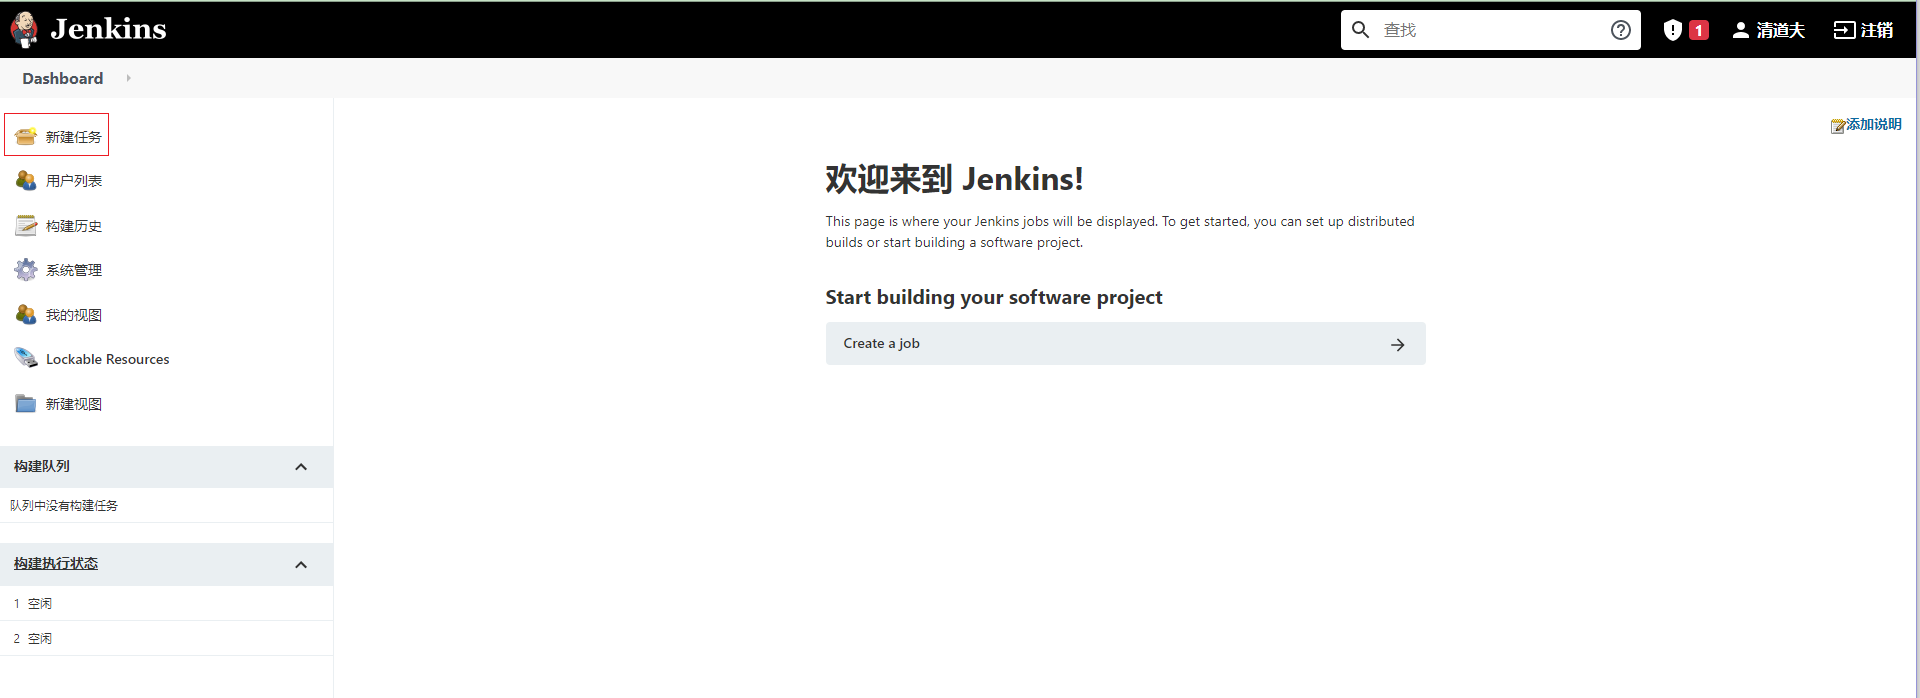 Jenkins
查找
1
清道夫
注销
Dashboard
新建任务
用户列表
构建历史
系统管理
我的视图
Lockable Resources
新建视图
构建队列
队列中没有构建任务
构建执行状态
1 空闲
2 空闲
添加说明
欢迎来到 Jenkins!
This page is where your Jenkins jobs will be displayed. To get started, you can set up distributed
builds or start building a software project.
Start building your software project
Create a job